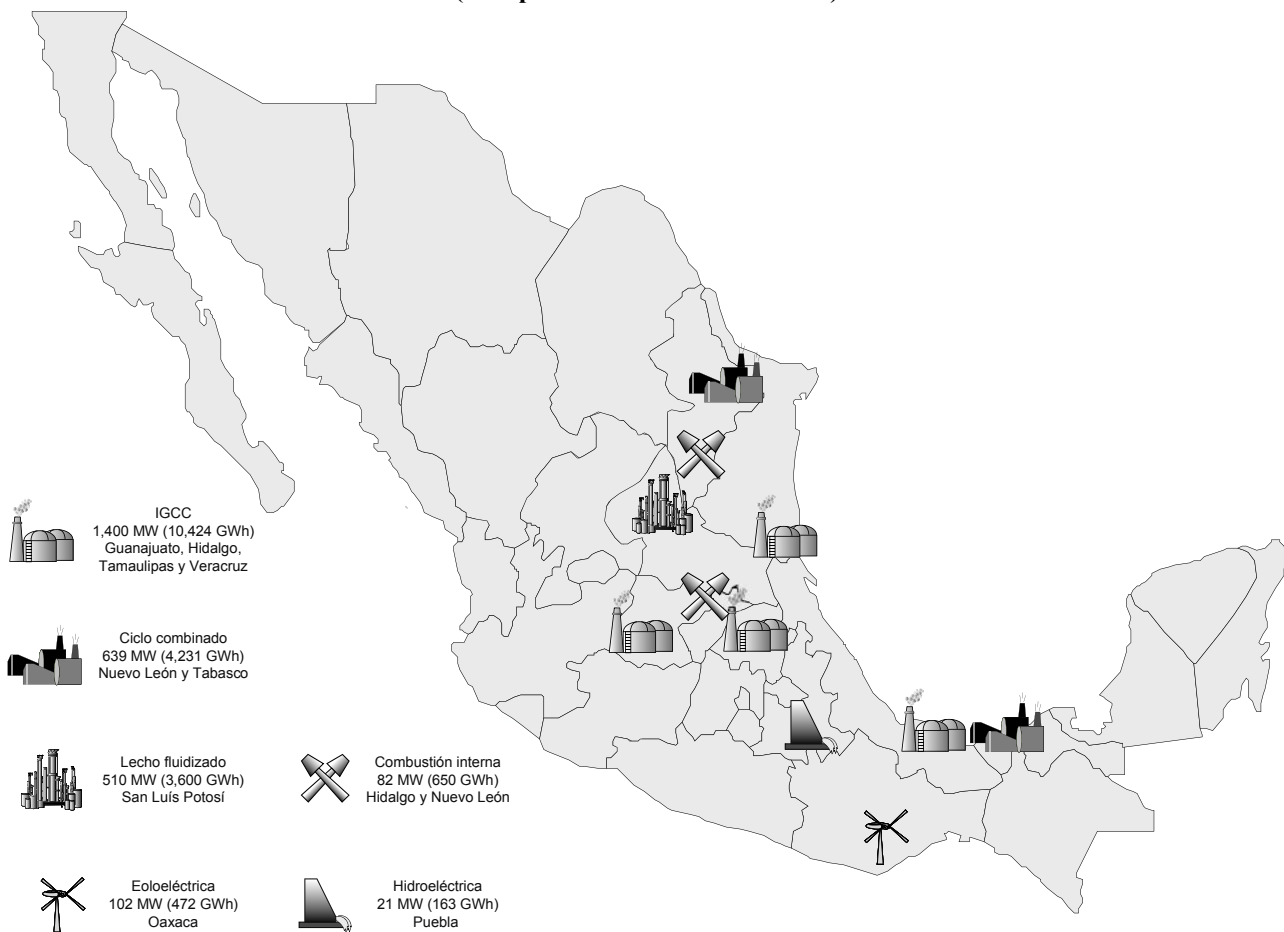 IGCC
1,400 MW (10,424 GWh)
Guanajuato, Hidalgo,
Tamaulipas y Veracruz
Ciclo combinado
639 MW (4,231 GWh)
Nuevo León y Tabasco
Lecho fluidizado
510 MW (3,600 GWh)
San Luís Potosí
Combustión interna
82 MW (650 GWh)
Hidalgo y Nuevo León
Eoloeléctrica
102 MW (472 GWh)
Oaxaca
Hidroeléctrica
21 MW (163 GWh)
Puebla